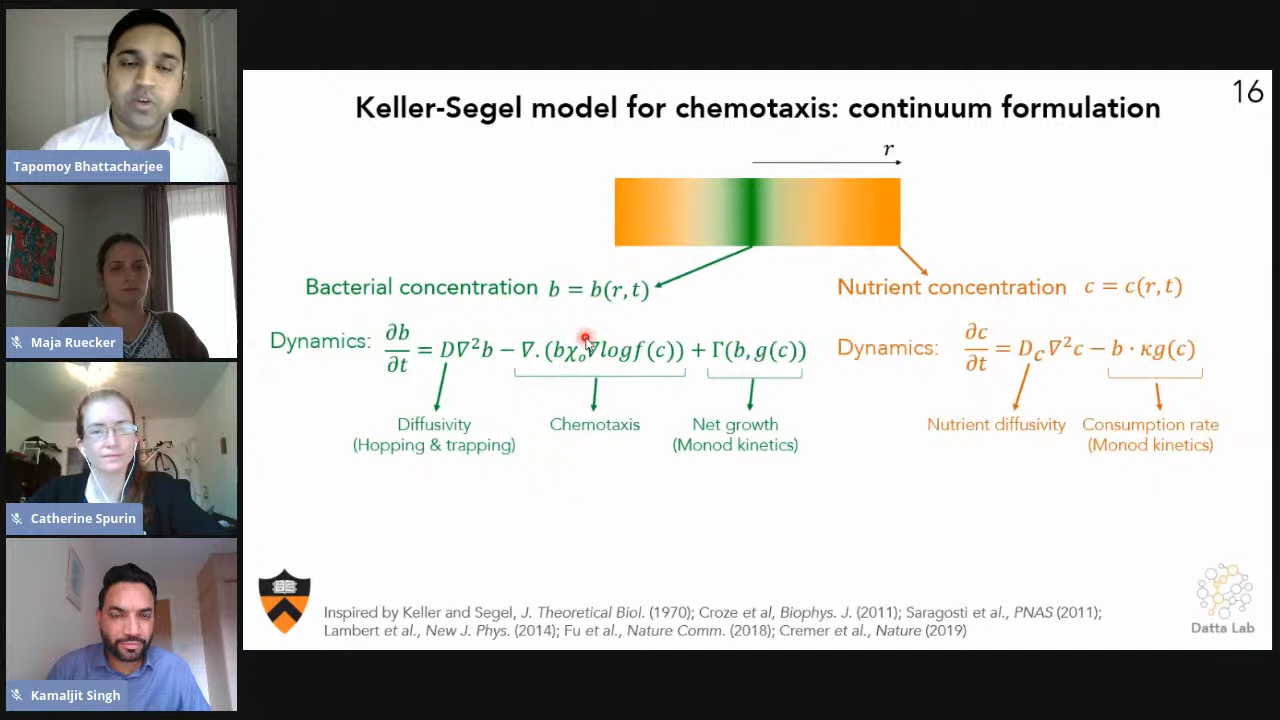 Tapomoy Bhattacharjee
Maja Ruecker
Catherine Spurin
Kamaljit Singh
16
Keller-Segel model for chemotaxis: continuum formulation
r
Bacterial concentration b = b(r, t)
Nutrient concentration c = c(r, t)
Dynamics: ∂b/∂t = D∇²b − ∇. (bχₒ∇logf(c)) + Γ(b, g(c))
Dynamics: ∂c/∂t = D_C∇²c − b · κg(c)
Diffusivity
(Hopping & trapping)
Chemotaxis
Net growth
(Monod kinetics)
Nutrient diffusivity
Consumption rate
(Monod kinetics)
Inspired by Keller and Segel, J. Theoretical Biol. (1970); Croze et al, Biophys. J. (2011); Saragosti et al., PNAS (2011);
Lambert et al., New J. Phys. (2014); Fu et al., Nature Comm. (2018); Cremer et al., Nature (2019)
Datta Lab